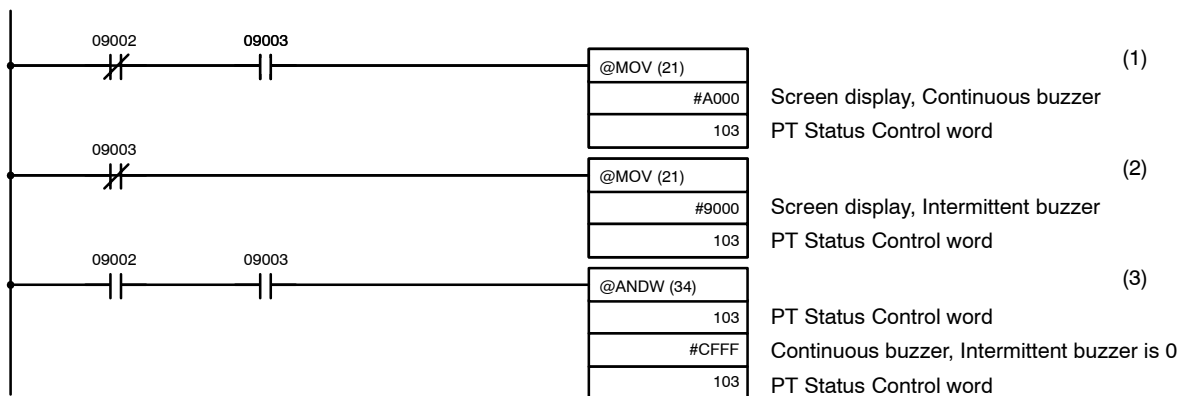 09002 09003
@MOV (21) (1)
#A000 Screen display, Continuous buzzer
103 PT Status Control word
09003
@MOV (21) (2)
#9000 Screen display, Intermittent buzzer
103 PT Status Control word
09002 09003
@ANDW (34) (3)
103 PT Status Control word
#CFFF Continuous buzzer, Intermittent buzzer is 0
103 PT Status Control word